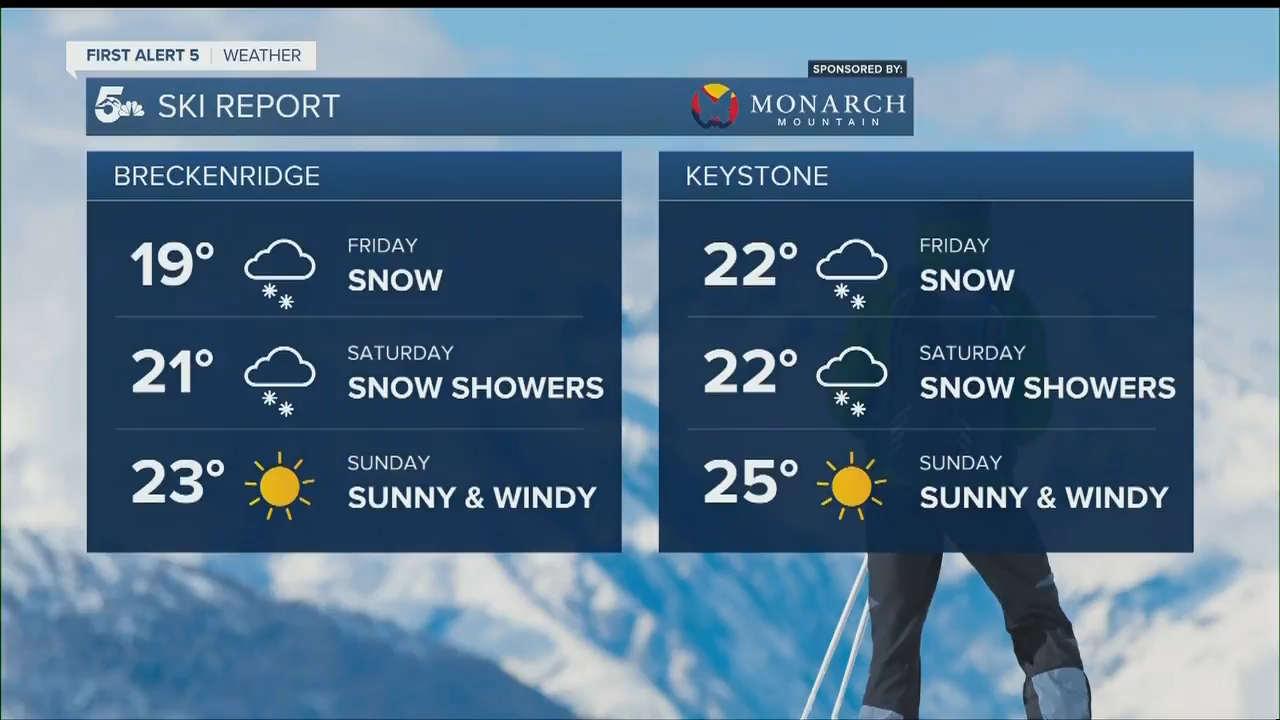 FIRST ALERT 5 | WEATHER
SPONSORED BY:
5 SKI REPORT
MONARCH
MOUNTAIN
BRECKENRIDGE
19° FRIDAY
SNOW
21° SATURDAY
SNOW SHOWERS
23° SUNDAY
SUNNY & WINDY
KEYSTONE
22° FRIDAY
SNOW
22° SATURDAY
SNOW SHOWERS
25° SUNDAY
SUNNY & WINDY